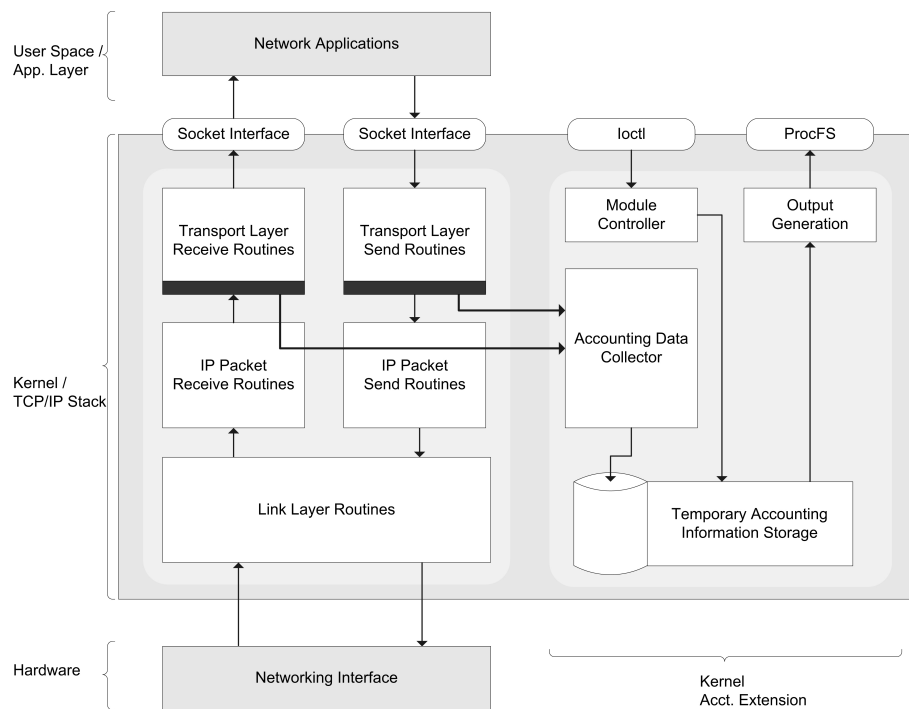 User Space /
App. Layer
Network Applications
Socket Interface
Socket Interface
Ioctl
ProcFS
Transport Layer
Receive Routines
Transport Layer
Send Routines
Module
Controller
Output
Generation
IP Packet
Receive Routines
IP Packet
Send Routines
Accounting Data
Collector
Kernel /
TCP/IP Stack
Link Layer Routines
Temporary Accounting
Information Storage
Hardware
Networking Interface
Kernel
Acct. Extension